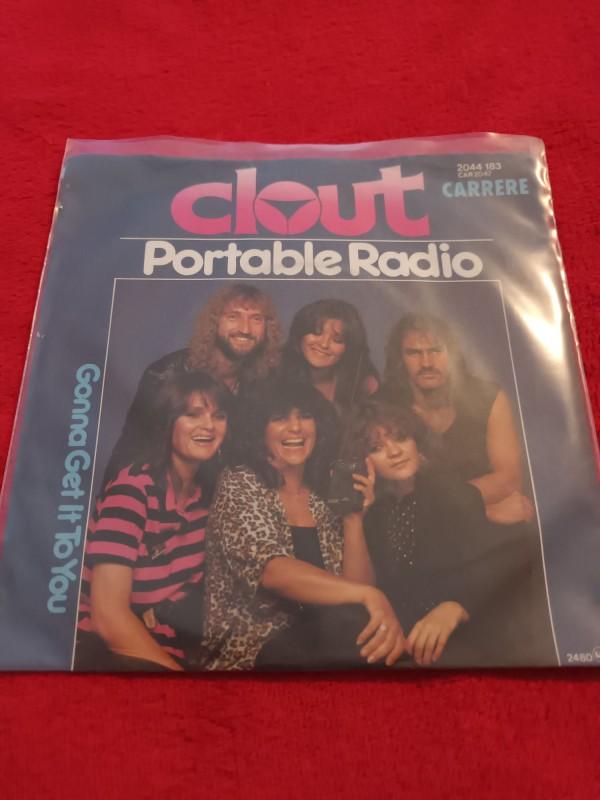 clout
2044 183
CAR 2047
CARRERE
Portable Radio
Gonna Get It To You
2480